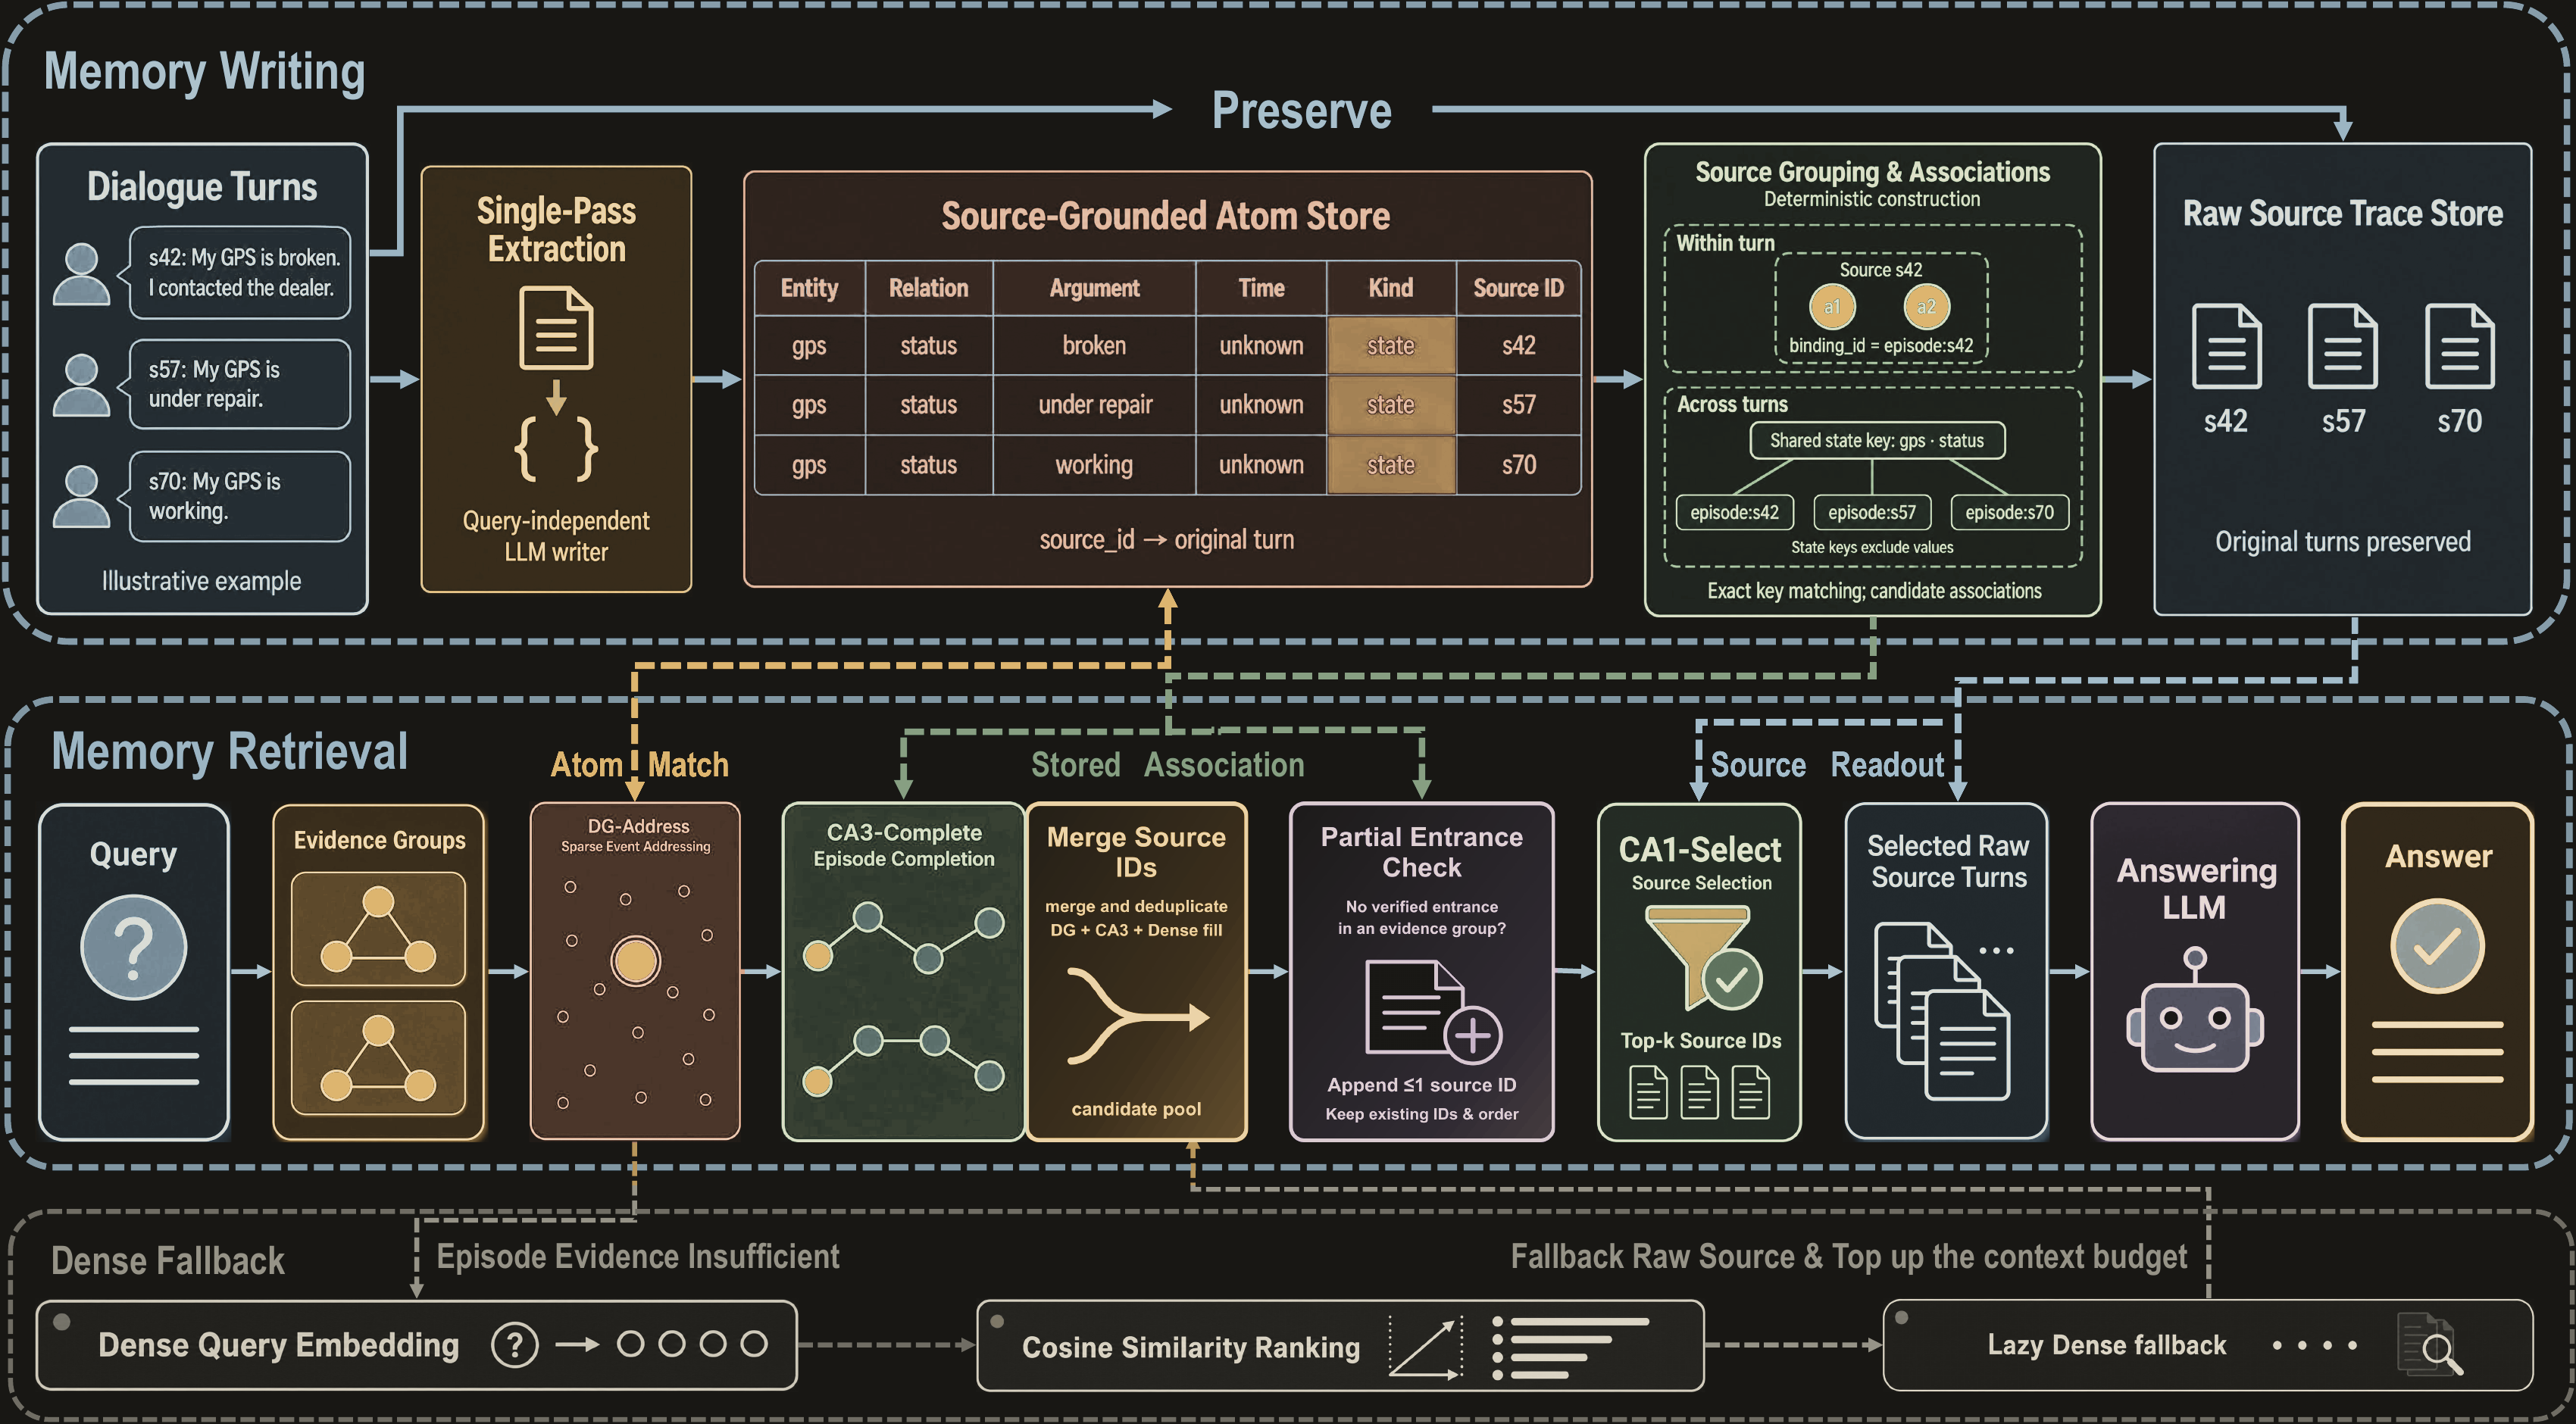 Memory Writing
Preserve
Dialogue Turns
s42: My GPS is broken.
I contacted the dealer.
s57: My GPS is
under repair.
s70: My GPS is
working.
Illustrative example
Single-Pass
Extraction
{ }
Query-independent
LLM writer
Source-Grounded Atom Store
Entity Relation Argument Time Kind Source ID
gps status broken unknown state s42
gps status under repair unknown state s57
gps status working unknown state s70
source_id → original turn
Source Grouping & Associations
Deterministic construction
Within turn
Source s42
a1 a2
binding_id = episode:s42
Across turns
Shared state key: gps · status
episode:s42 episode:s57 episode:s70
State keys exclude values
Exact key matching; candidate associations
Raw Source Trace Store
s42 s57 s70
Original turns preserved
Memory Retrieval
Atom Match
Stored Association
Source Readout
Query
?
Evidence Groups
DG-Address
Sparse Event Addressing
CA3-Complete
Episode Completion
Merge Source
IDs
merge and deduplicate
DG + CA3 + Dense fill
candidate pool
Partial Entrance
Check
No verified entrance
in an evidence group?
Append ≤1 source ID
Keep existing IDs & order
CA1-Select
Source Selection
Top-k Source IDs
Selected Raw
Source Turns
...
Answering
LLM
Answer
Dense Fallback
Episode Evidence Insufficient
Fallback Raw Source & Top up the context budget
Dense Query Embedding ?
Cosine Similarity Ranking
Lazy Dense fallback